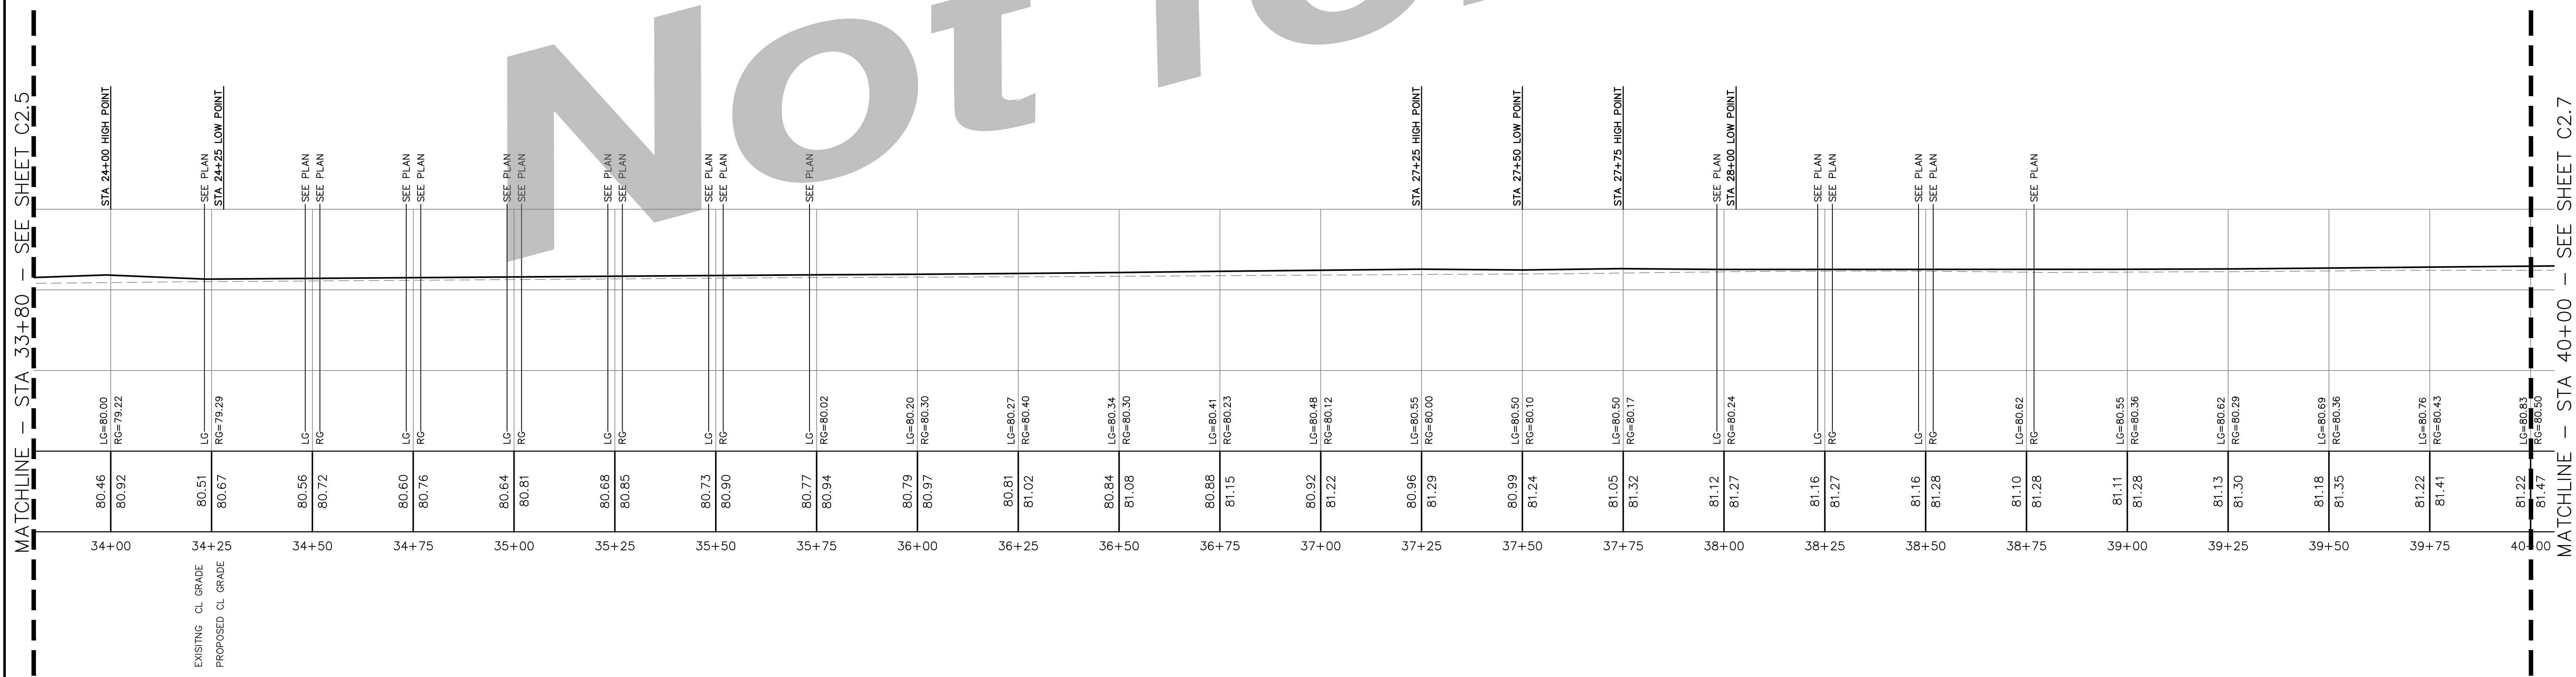 Not for
MATCHLINE - STA 33+80 - SEE SHEET C2.5
STA 24+00 HIGH POINT
SEE PLAN
STA 24+25 LOW POINT
SEE PLAN
SEE PLAN
SEE PLAN
SEE PLAN
SEE PLAN
SEE PLAN
SEE PLAN
SEE PLAN
SEE PLAN
SEE PLAN
SEE PLAN
STA 27+25 HIGH POINT
STA 27+50 LOW POINT
STA 27+75 HIGH POINT
SEE PLAN
STA 28+00 LOW POINT
SEE PLAN
SEE PLAN
SEE PLAN
SEE PLAN
SEE PLAN
LG=80.00
RG=79.22
LG
RG=79.29
LG
RG
LG
RG
LG
RG
LG
RG
LG
RG
LG
RG=80.02
LG=80.20
RG=80.30
LG=80.27
RG=80.40
LG=80.34
RG=80.30
LG=80.41
RG=80.23
LG=80.48
RG=80.12
LG=80.55
RG=80.00
LG=80.50
RG=80.10
LG=80.50
RG=80.17
LG
RG=80.24
LG
RG
LG
RG
LG=80.62
RG
LG=80.55
RG=80.36
LG=80.62
RG=80.29
LG=80.69
RG=80.36
LG=80.76
RG=80.43
LG=80.83
RG=80.50
80.46
80.92
80.51
80.67
80.56
80.72
80.60
80.76
80.64
80.81
80.68
80.85
80.73
80.90
80.77
80.94
80.79
80.97
80.81
81.02
80.84
81.08
80.88
81.15
80.92
81.22
80.96
81.29
80.99
81.24
81.05
81.32
81.12
81.27
81.16
81.27
81.16
81.28
81.10
81.28
81.11
81.28
81.13
81.30
81.18
81.35
81.22
81.41
81.22
81.47
34+00 34+25 34+50 34+75 35+00 35+25 35+50 35+75 36+00 36+25 36+50 36+75 37+00 37+25 37+50 37+75 38+00 38+25 38+50 38+75 39+00 39+25 39+50 39+75 40+00
EXISITNG CL GRADE
PROPOSED CL GRADE
MATCHLINE - STA 40+00 - SEE SHEET C2.7